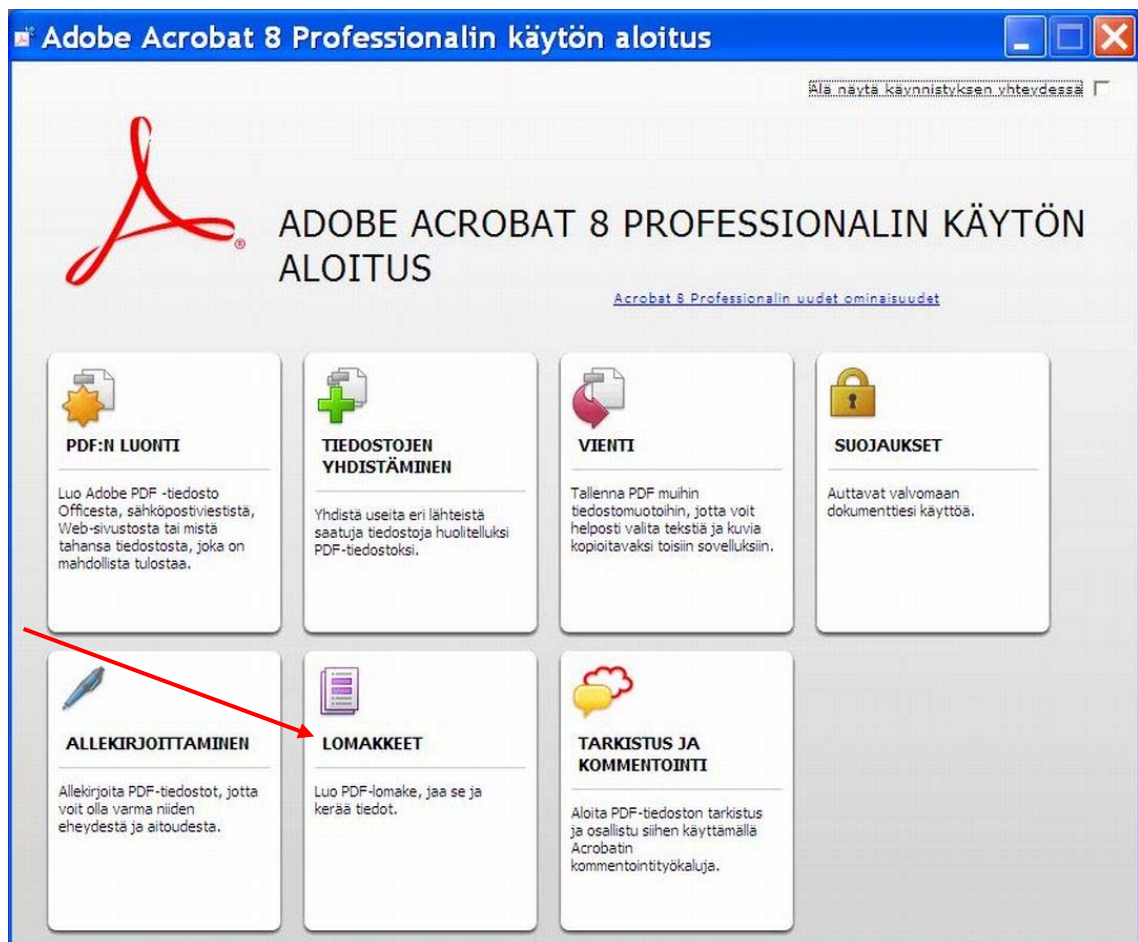 Adobe Acrobat 8 Professionalin käytön aloitus
Älä näytä käynnistyksen yhteydessä
ADOBE ACROBAT 8 PROFESSIONALIN KÄYTÖN
ALOITUS
Acrobat 8 Professionalin uudet ominaisuudet
PDF:N LUONTI
Luo Adobe PDF -tiedosto
Officesta, sähköpostiviestistä,
Web-sivustosta tai mistä
tahansa tiedostosta, joka on
mahdollista tulostaa.
TIEDOSTOJEN
YHDISTÄMINEN
Yhdistä useita eri lähteistä
saatuja tiedostoja huolitelluksi
PDF-tiedostoksi.
VIENTI
Tallenna PDF muihin
tiedostomuotoihin, jotta voit
helposti valita tekstiä ja kuvia
kopioitavaksi toisiin sovelluksiin.
SUOJAUKSET
Auttavat valvomaan
dokumenttiesi käyttöä.
ALLEKIRJOITTAMINEN
Allekirjoita PDF-tiedostot, jotta
voit olla varma niiden
eheydestä ja aitoudesta.
LOMAKKEET
Luo PDF-lomake, jaa se ja
kerää tiedot.
TARKISTUS JA
KOMMENTOINTI
Aloita PDF-tiedoston tarkistus
ja osallistu siihen käyttämällä
Acrobatin
kommentointityökaluja.